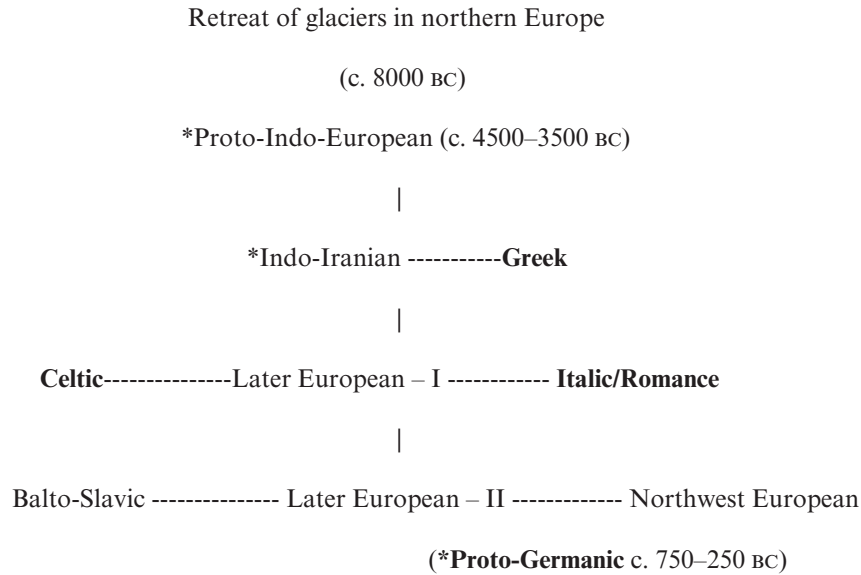 Retreat of glaciers in northern Europe
(c. 8000 BC)
*Proto-Indo-European (c. 4500–3500 BC)
|
*Indo-Iranian -----------Greek
|
Celtic---------------Later European – I ------------ Italic/Romance
|
Balto-Slavic --------------- Later European – II ------------- Northwest European
(*Proto-Germanic c. 750–250 BC)